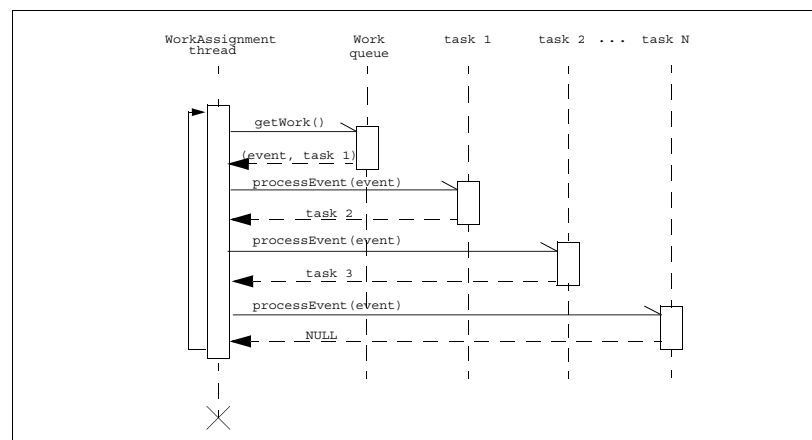 WorkAssignment thread
Work queue
task 1
task 2
...
task N
getWork()
(event, task 1)
processEvent(event)
task 2
processEvent(event)
task 3
processEvent(event)
NULL